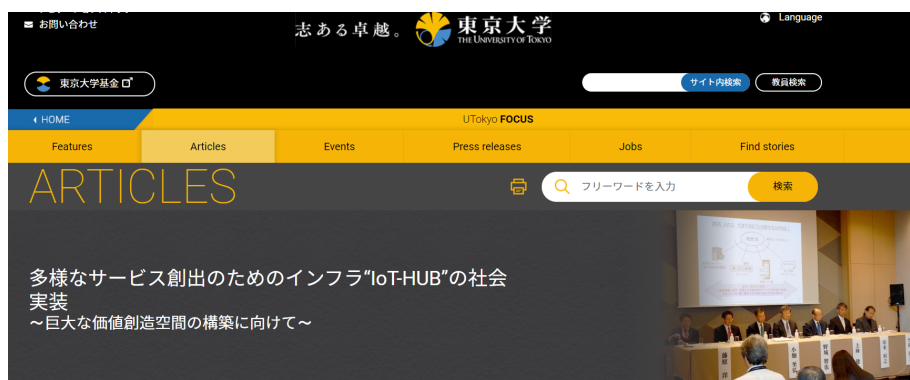 お問い合わせ
志ある卓越。
東京大学
THE UNIVERSITY OF TOKYO
Language
東京大学基金
サイト内検索
教員検索
HOME
UTokyo FOCUS
Features
Articles
Events
Press releases
Jobs
Find stories
ARTICLES
フリーワードを入力
検索
多様なサービス創出のためのインフラ“IoT-HUB”の社会
実装
～巨大な価値創造空間の構築に向けて～